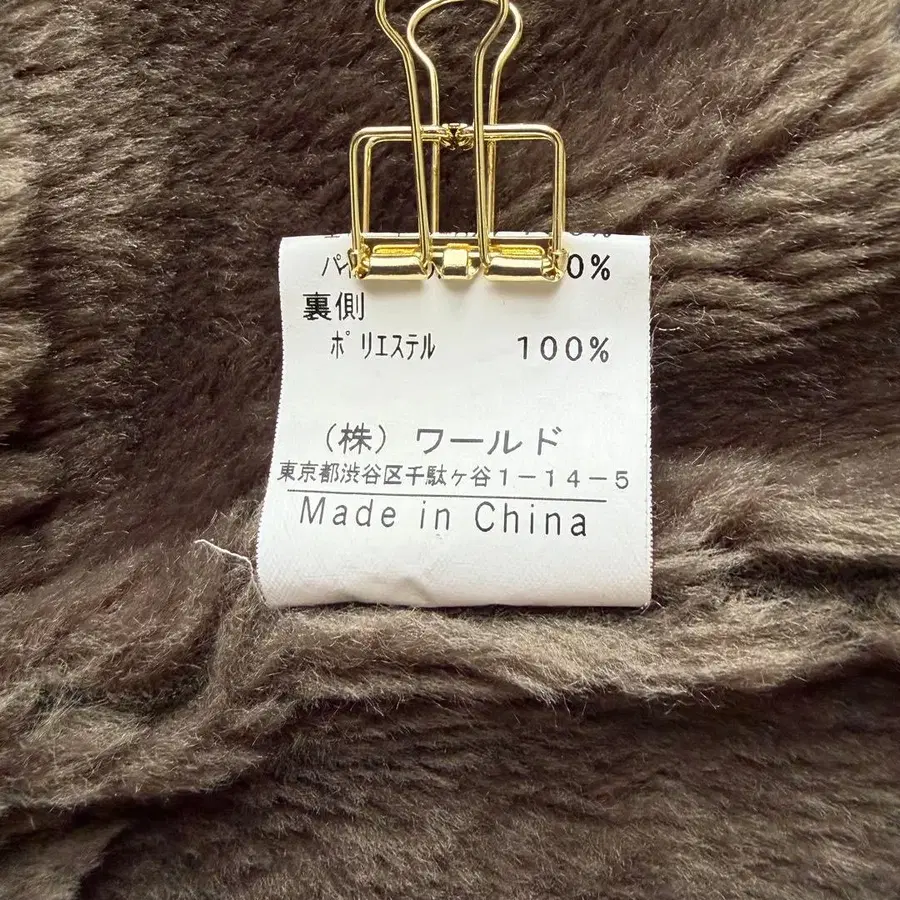 0%
裏側
ポリエステル 100%
(株) ワールド
東京都渋谷区千駄ヶ谷1-14-5
Made in China